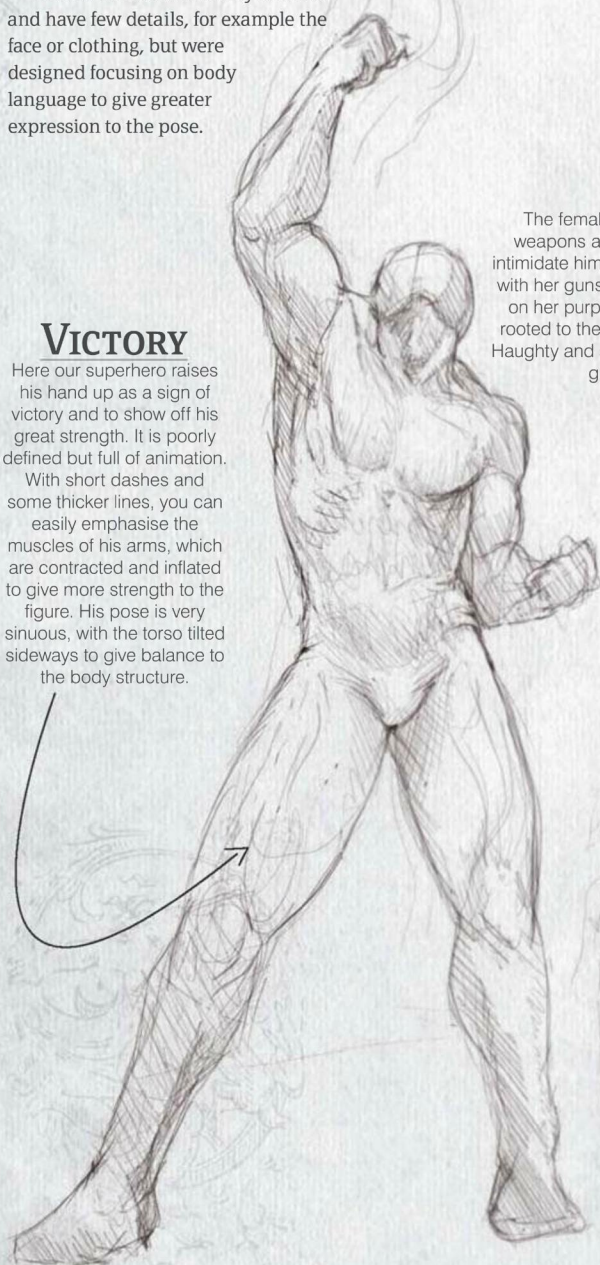 and have few details, for example the
face or clothing, but were
designed focusing on body
language to give greater
expression to the pose.
VICTORY
Here our superhero raises
his hand up as a sign of
victory and to show off his
great strength. It is poorly
defined but full of animation.
With short dashes and
some thicker lines, you can
easily emphasise the
muscles of his arms, which
are contracted and inflated
to give more strength to the
figure. His pose is very
sinuous, with the torso tilted
sideways to give balance to
the body structure.
The femal
weapons a
intimidate him
with her guns
on her purp
rooted to the
Haughty and
g